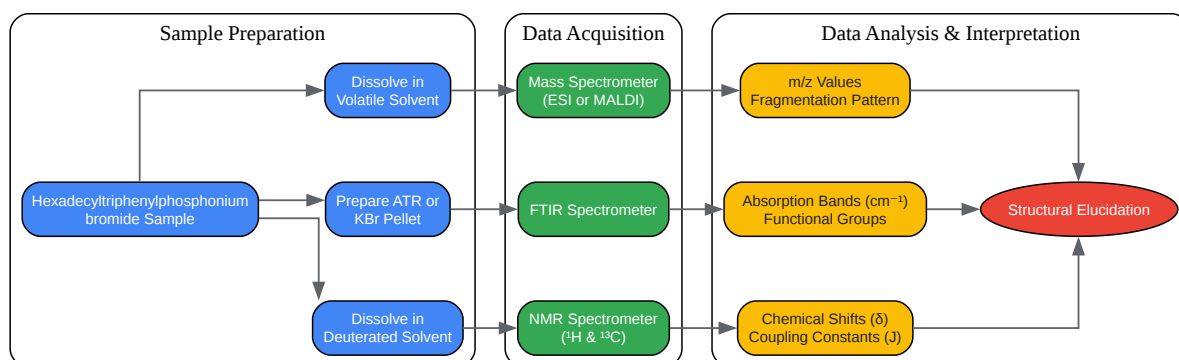 Sample Preparation
Data Acquisition
Data Analysis & Interpretation
Dissolve in
Volatile Solvent
Mass Spectrometer
(ESI or MALDI)
m/z Values
Fragmentation Pattern
Hexadecyltriphenylphosphonium
bromide Sample
Prepare ATR or
KBr Pellet
FTIR Spectrometer
Absorption Bands (cm⁻¹)
Functional Groups
Structural Elucidation
Dissolve in
Deuterated Solvent
NMR Spectrometer
(¹H & ¹³C)
Chemical Shifts (δ)
Coupling Constants (J)